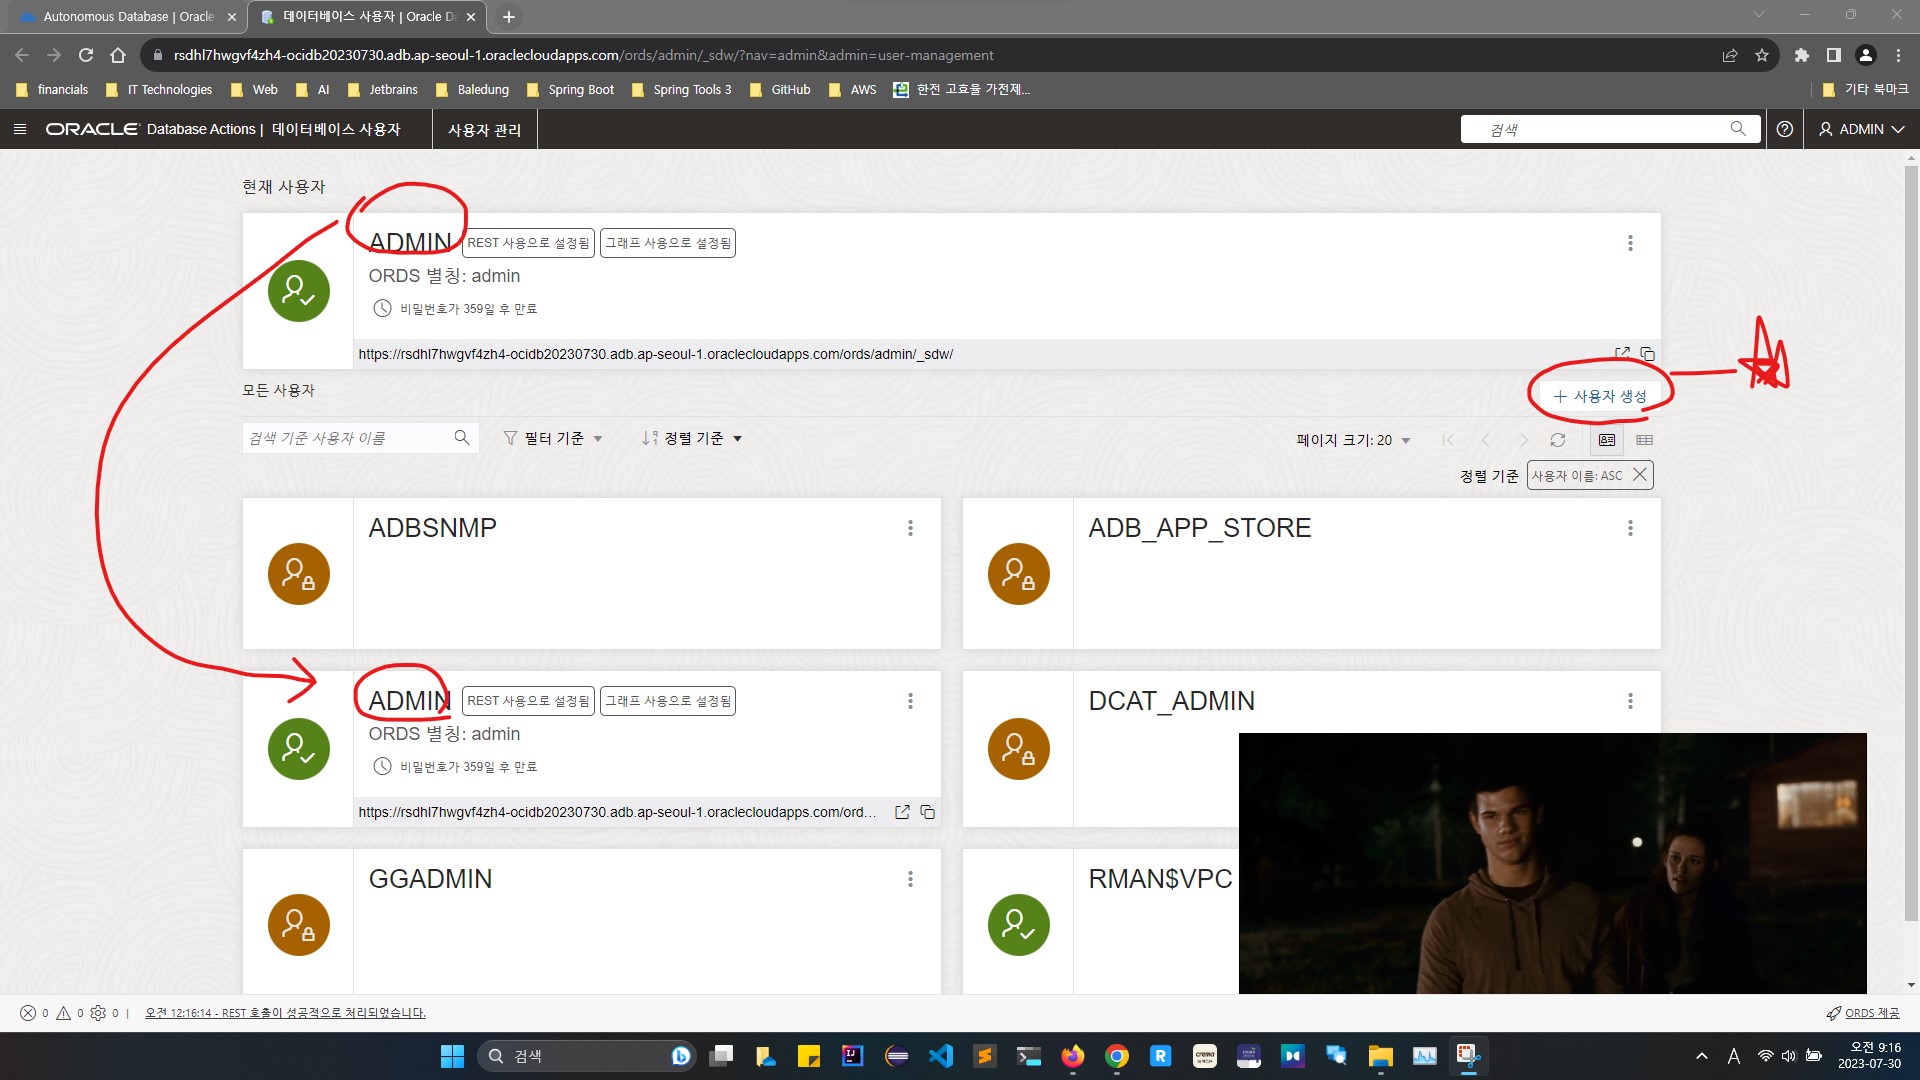 Autonomous Database | Oracle
데이터베이스 사용자 | Oracle Da
rsdhl7hwgvf4zh4-ocidb20230730.adb.ap-seoul-1.oraclecloudapps.com/ords/admin/_sdw/?nav=admin&admin=user-management
financials IT Technologies Web AI Jetbrains Baledung Spring Boot Spring Tools 3 GitHub AWS 한전 고효율 가전제... 기타 북마크
ORACLE Database Actions | 데이터베이스 사용자 사용자 관리 검색 ADMIN
현재 사용자
ADMIN REST 사용으로 설정됨 그래프 사용으로 설정됨
ORDS 별칭: admin
비밀번호가 359일 후 만료
https://rsdhl7hwgvf4zh4-ocidb20230730.adb.ap-seoul-1.oraclecloudapps.com/ords/admin/_sdw/
모든 사용자 + 사용자 생성
검색 기준 사용자 이름 필터 기준 정렬 기준 페이지 크기: 20
정렬 기준 사용자 이름: ASC
ADBSNMP ADB_APP_STORE
ADMIN REST 사용으로 설정됨 그래프 사용으로 설정됨 DCAT_ADMIN
ORDS 별칭: admin
비밀번호가 359일 후 만료
https://rsdhl7hwgvf4zh4-ocidb20230730.adb.ap-seoul-1.oraclecloudapps.com/ord...
GGADMIN RMAN$VPC
0 0 0 | 오전 12:16:14 - REST 호출이 성공적으로 처리되었습니다. ORDS 제공
검색 A 오전 9:16
2023-07-30